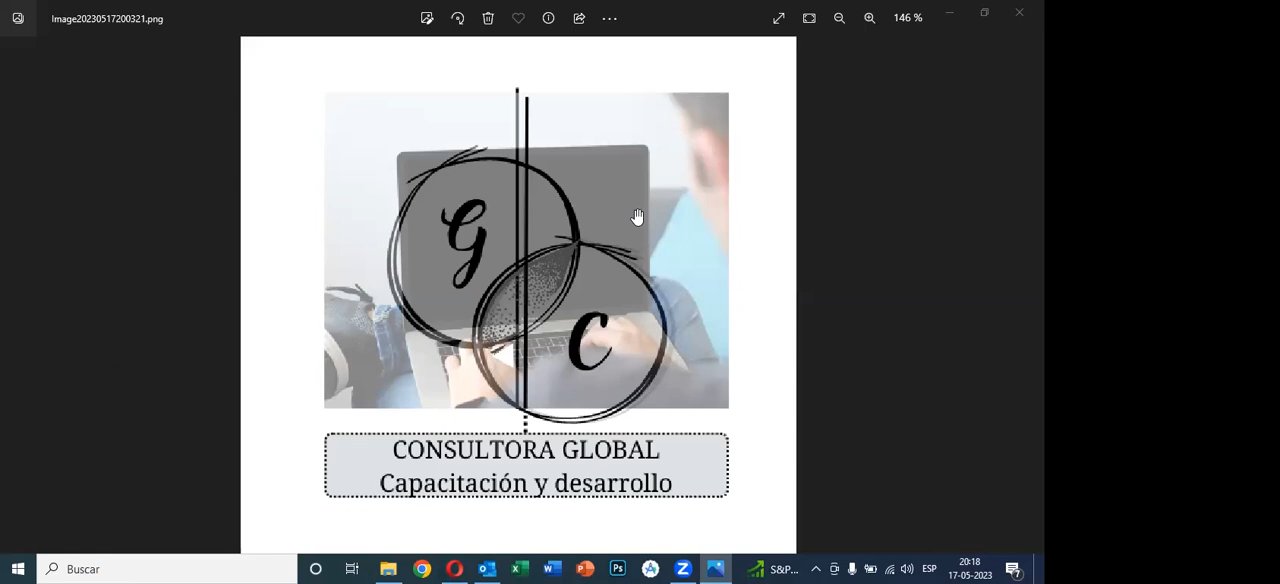 Image20230517200321.png
146 %
G
C
CONSULTORA GLOBAL
Capacitación y desarrollo
Buscar
S&P...
ESP
20:18
17-05-2023